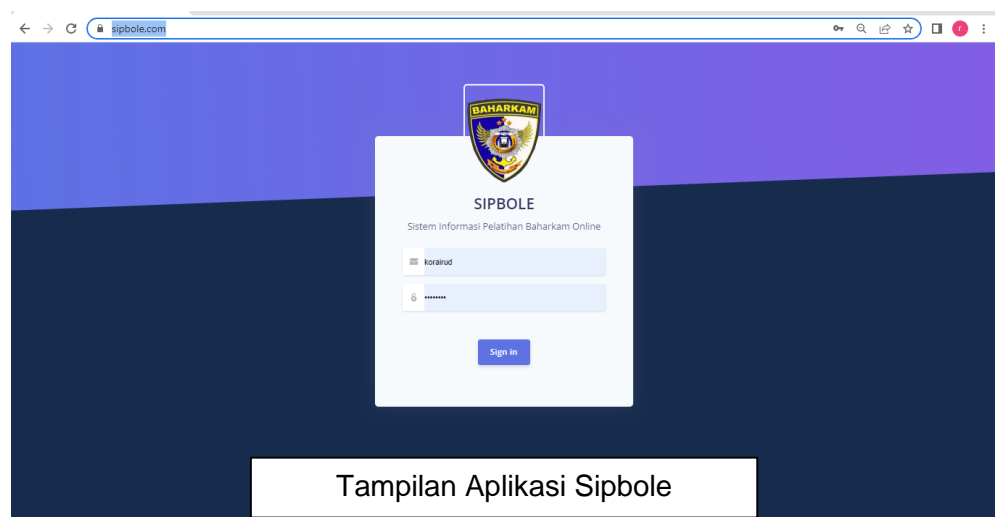 sipbole.com
r
BAHARKAM
SIPBOLE
Sistem Informasi Pelatihan Baharkam Online
korairud
••••••••
Sign in
Tampilan Aplikasi Sipbole